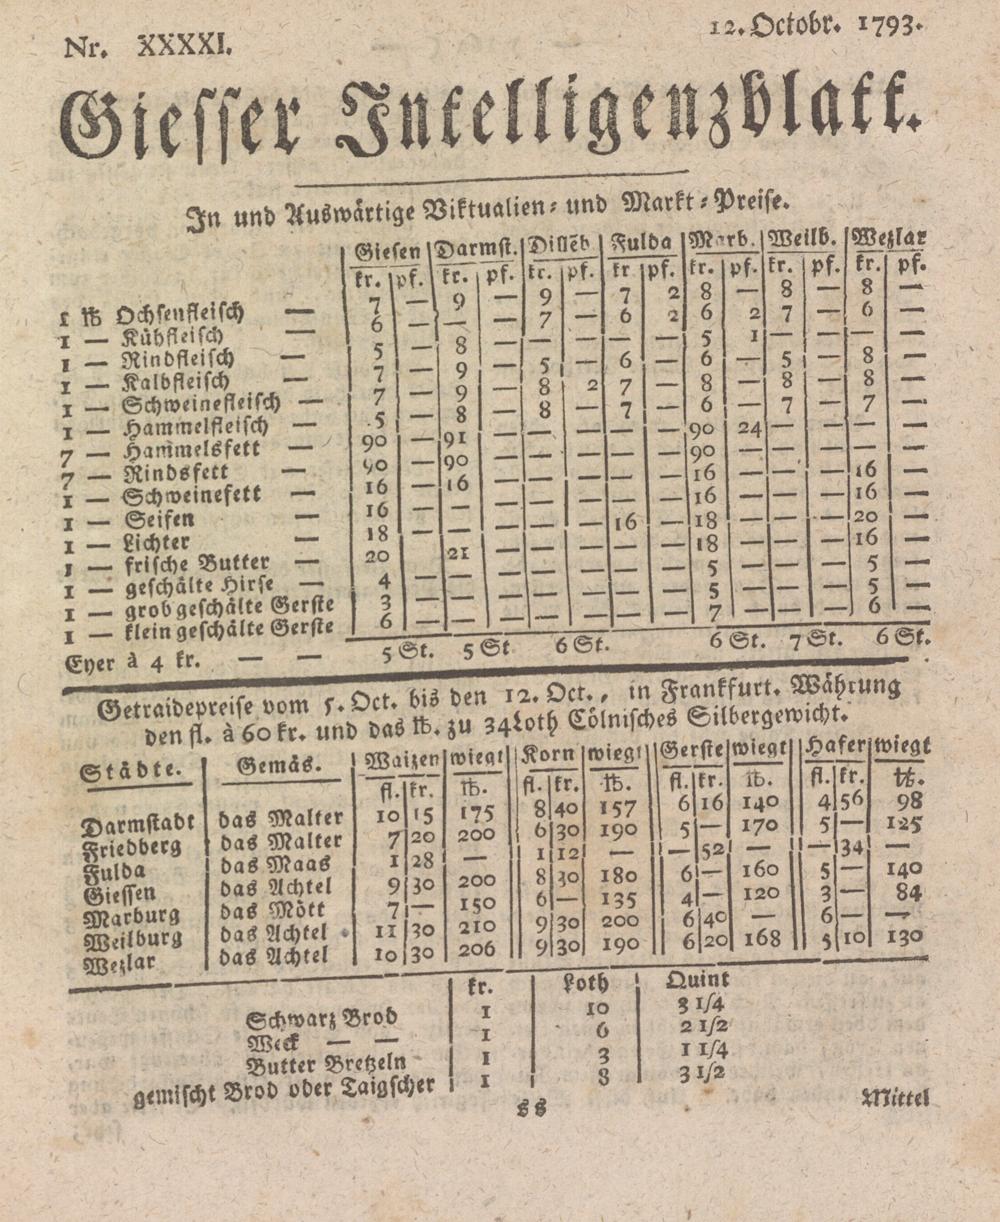 Nr. XXXXI. 12. Octobr. 1793.
Giesser Intelligenzblatt.
In und Auswärtige Viktualien- und Markt-Preise.
Giesen Darmst. Dillēb Fulda Marb. Weilb. Wezlar
kr. pf. kr. pf. kr. pf. kr pf. kr. pf. kr. pf. kr. pf.
1 ℔ Ochsenfleisch — 7 — 9 — 9 — 7 2 8 — 8 — 8 —
1 — Kühfleisch 6 — — — 7 — 6 2 6 2 7 — 6 —
1 — Rindfleisch — 5 — 8 — — — — — 5 1 — — — —
1 — Kalbfleisch — 7 — 9 — 5 — 6 — 6 — 5 — 8 —
1 — Schweinefleisch — 7 — 9 — 8 2 7 — 8 — 8 — 8 —
1 — Hammelfleisch — 5 — 8 — 8 — 7 — 6 — 7 — 7 —
7 — Hammelsfett — 90 — 91 — — — — — 90 24 — — — —
7 — Rindsfett — 90 — 90 — — — — — 90 — — — — —
1 — Schweinefett — 16 — 16 — — — — — 16 — — — 16 —
1 — Seifen — 16 — — — — — — — 16 — — — 16 —
1 — Lichter — 18 — — — — — 16 — 18 — — — 20 —
1 — frische Butter — 20 21 — — — — — 18 — — — 16 —
1 — geschälte Hirse — 4 — — — — — — — 5 — — — 5 —
1 — grob geschälte Gerste 3 — — — — — — — 5 — — — 5 —
1 — klein geschälte Gerste 6 — — — — — — — 7 — — — 6 —
Eyer à 4 kr. — — 5 St. 5 St. 6 St. 6 St. 7 St. 6 St.
Getraidepreise vom 5. Oct. bis den 12. Oct., in Frankfurt. Währung
den fl. à 60 kr. und das ℔. zu 34 Loth Cölnisches Silbergewicht.
Städte. Gemäs. Waizen wiegt Korn wiegt Gerste wiegt Hafer wiegt
fl. kr. ℔. fl. kr. ℔. fl. kr. ℔. fl. kr. ℔.
Darmstadt das Malter 10 15 175 8 40 157 6 16 140 4 56 98
Friedberg das Malter 7 20 200 6 30 190 5 — 170 5 — 125
Fulda das Maas 1 28 — 1 12 — — 52 — — 34 —
Giessen das Achtel 9 30 200 8 30 180 6 — 160 5 — 140
Marburg das Mött 7 — 150 6 — 135 4 — 120 3 — 84
Weilburg das Achtel 11 30 210 9 30 200 6 40 — 6 — —
Wezlar das Achtel 10 30 206 9 30 190 6 20 168 5 10 130
kr. Loth Quint
Schwarz Brod 1 10 3 1/4
Weck — — 1 6 2 1/2
Butter Bretzeln 1 3 1 1/4
gemischt Brod oder Taigscher 1 8 3 1/2
ss Mittel